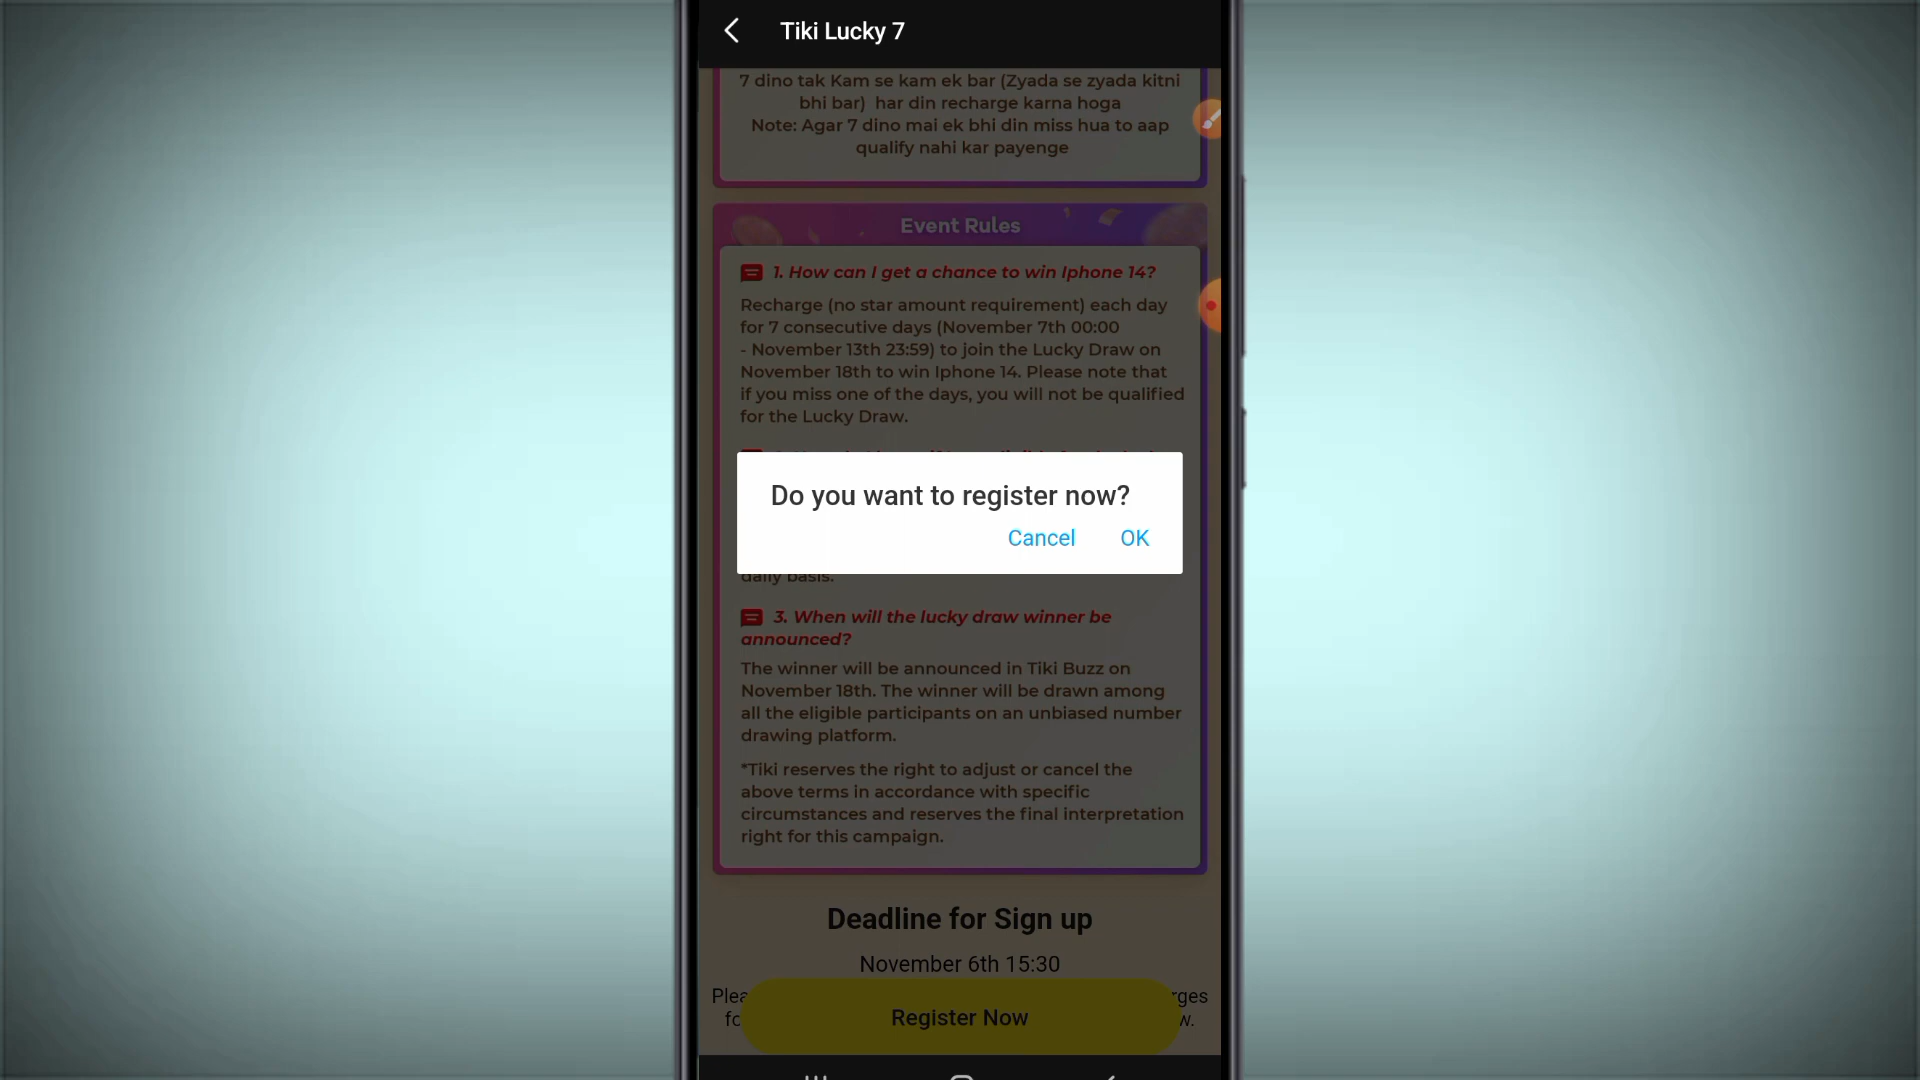 Tiki Lucky 7
7 dino tak Kam se kam ek bar (Zyada se zyada kitni
bhi bar) har din recharge karna hoga
Note: Agar 7 dino mai ek bhi din miss hua to aap
qualify nahi kar payenge
Event Rules
1. How can I get a chance to win Iphone 14?
Recharge (no star amount requirement) each day
for 7 consecutive days (November 7th 00:00
- November 13th 23:59) to join the Lucky Draw on
November 18th to win Iphone 14. Please note that
if you miss one of the days, you will not be qualified
for the Lucky Draw.
Do you want to register now?
Cancel OK
daily basis.
3. When will the lucky draw winner be
announced?
The winner will be announced in Tiki Buzz on
November 18th. The winner will be drawn among
all the eligible participants on an unbiased number
drawing platform.
*Tiki reserves the right to adjust or cancel the
above terms in accordance with specific
circumstances and reserves the final interpretation
right for this campaign.
Deadline for Sign up
November 6th 15:30
Register Now